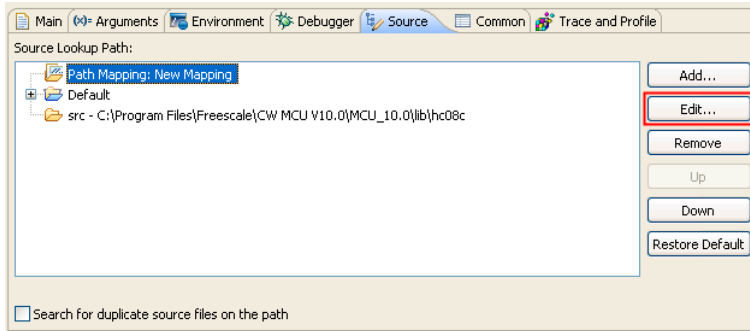 Main (x)= Arguments Environment Debugger Source Common Trace and Profile
Source Lookup Path:
Path Mapping: New Mapping
Default
src - C:\Program Files\Freescale\CW MCU V10.0\MCU_10.0\lib\hc08c
Add...
Edit...
Remove
Up
Down
Restore Default
Search for duplicate source files on the path